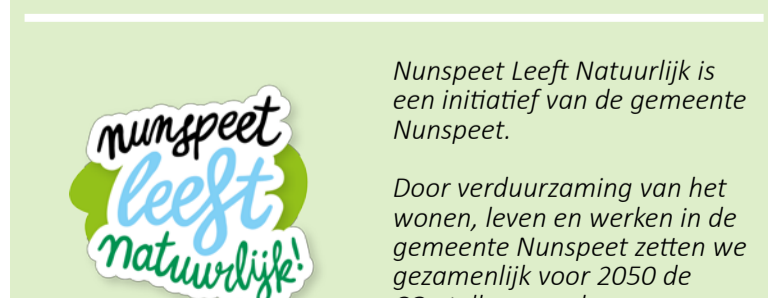 nunspeet
leeft
natuurlijk!
Nunspeet Leeft Natuurlijk is
een initiatief van de gemeente
Nunspeet.
Door verduurzaming van het
wonen, leven en werken in de
gemeente Nunspeet zetten we
gezamenlijk voor 2050 de